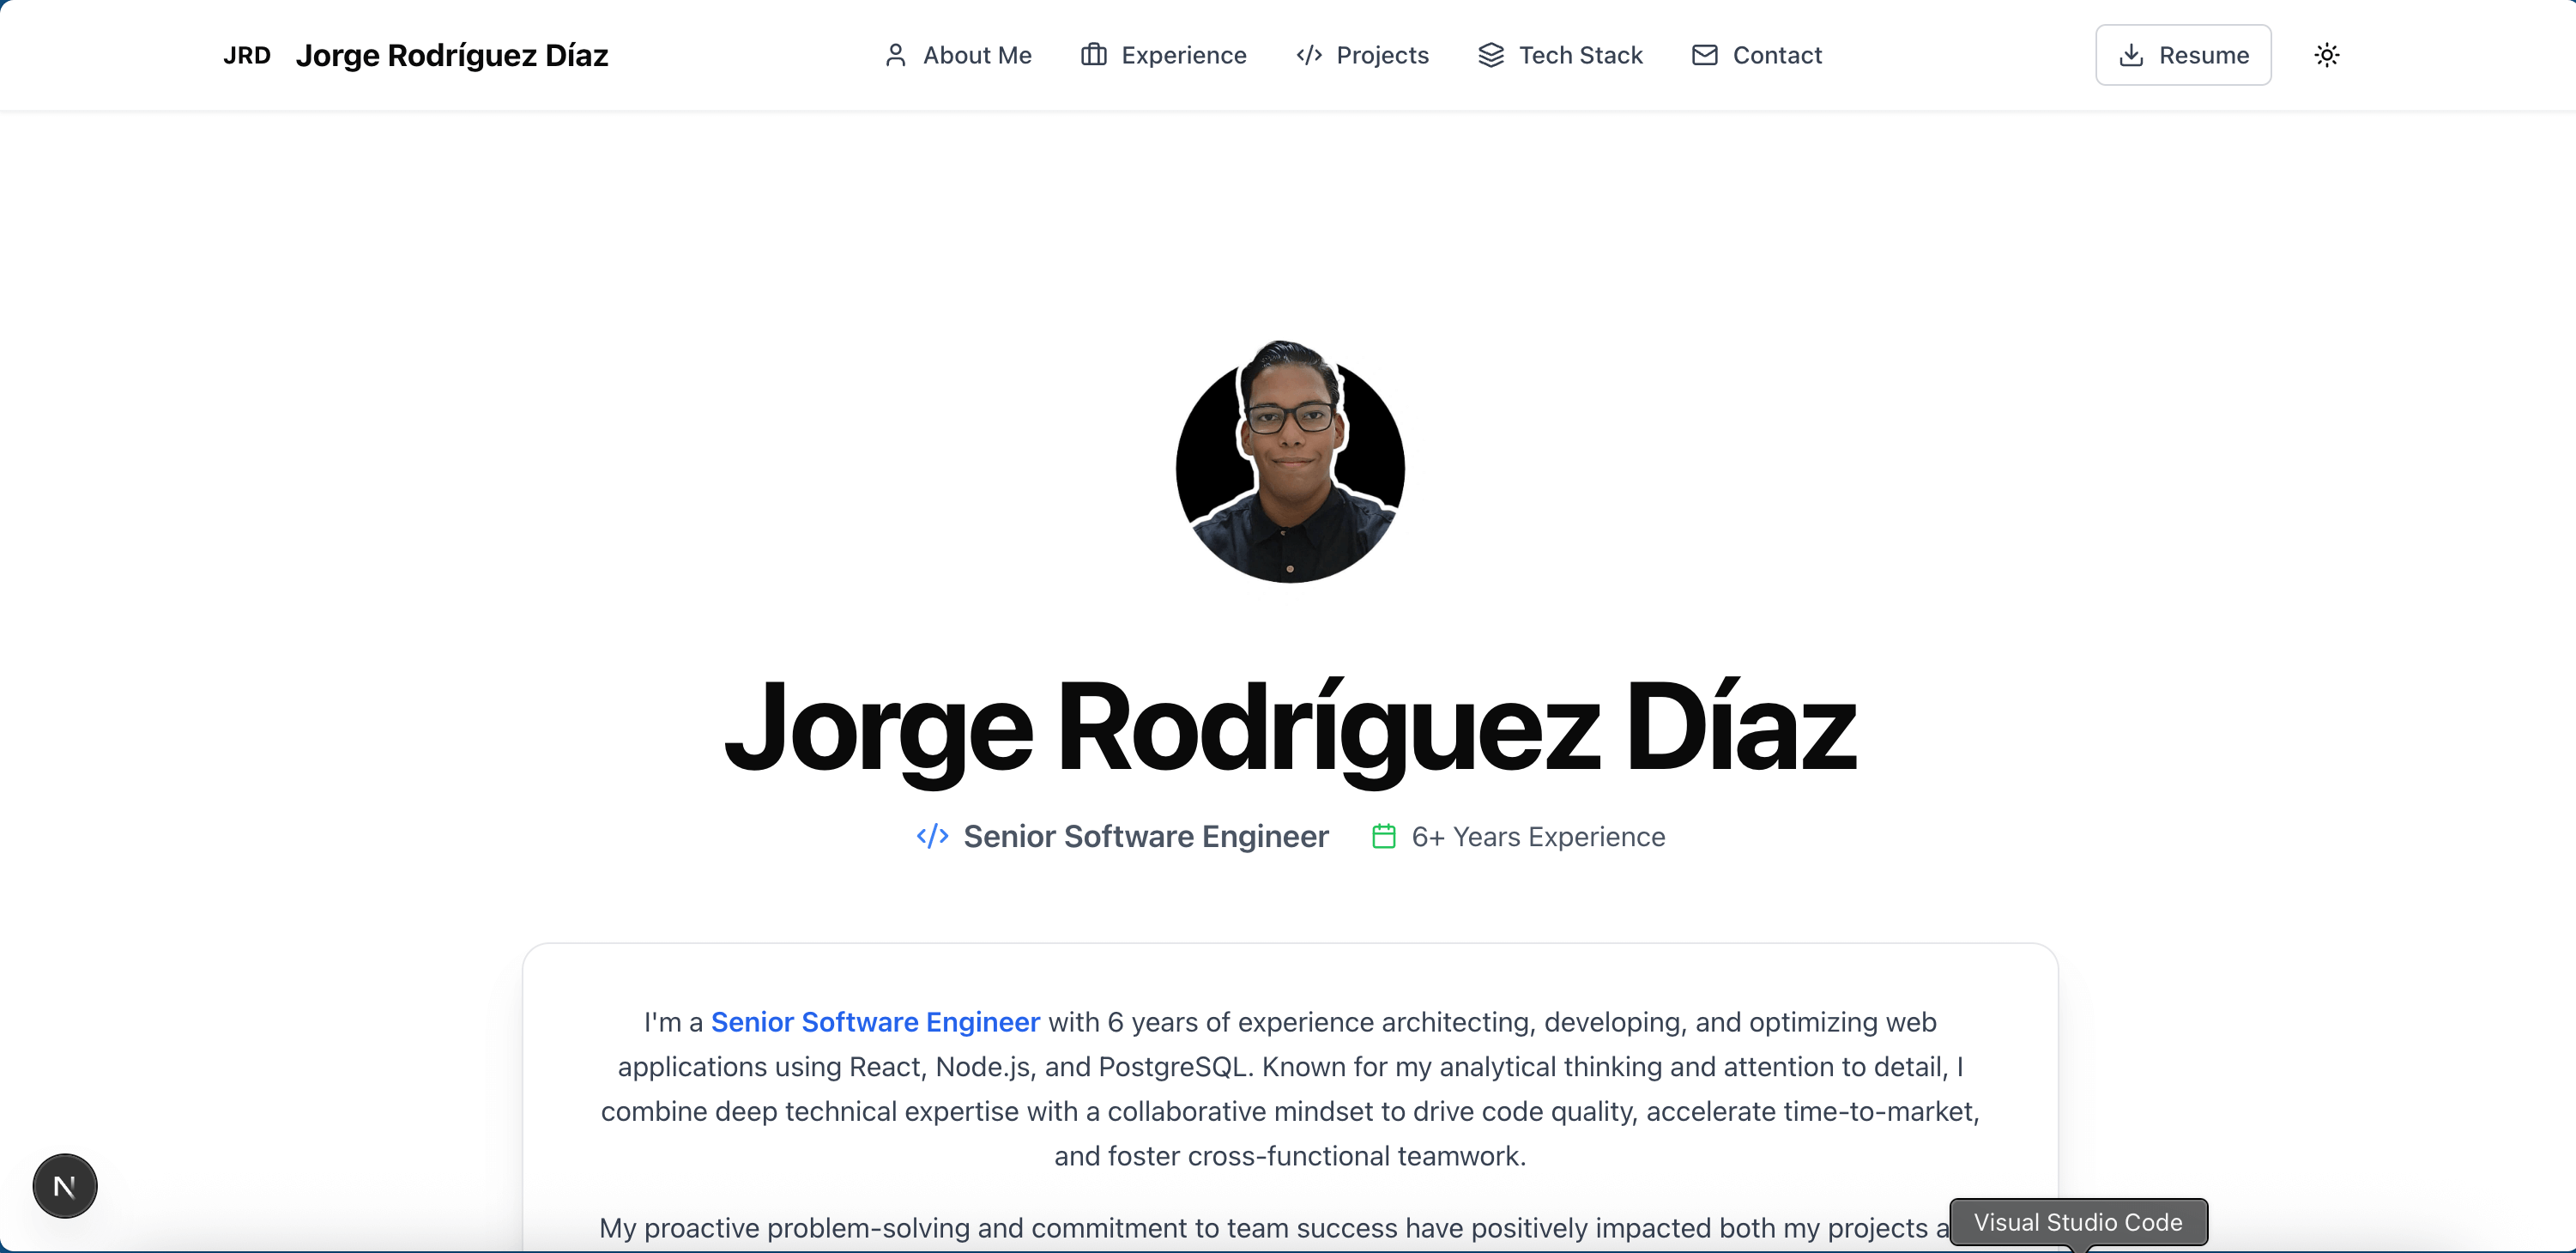 JRD Jorge Rodríguez Díaz About Me Experience Projects Tech Stack Contact Resume
Jorge Rodríguez Díaz
Senior Software Engineer 6+ Years Experience
I'm a Senior Software Engineer with 6 years of experience architecting, developing, and optimizing web
applications using React, Node.js, and PostgreSQL. Known for my analytical thinking and attention to detail, I
combine deep technical expertise with a collaborative mindset to drive code quality, accelerate time-to-market,
and foster cross-functional teamwork.
N
My proactive problem-solving and commitment to team success have positively impacted both my projects
Visual Studio Code